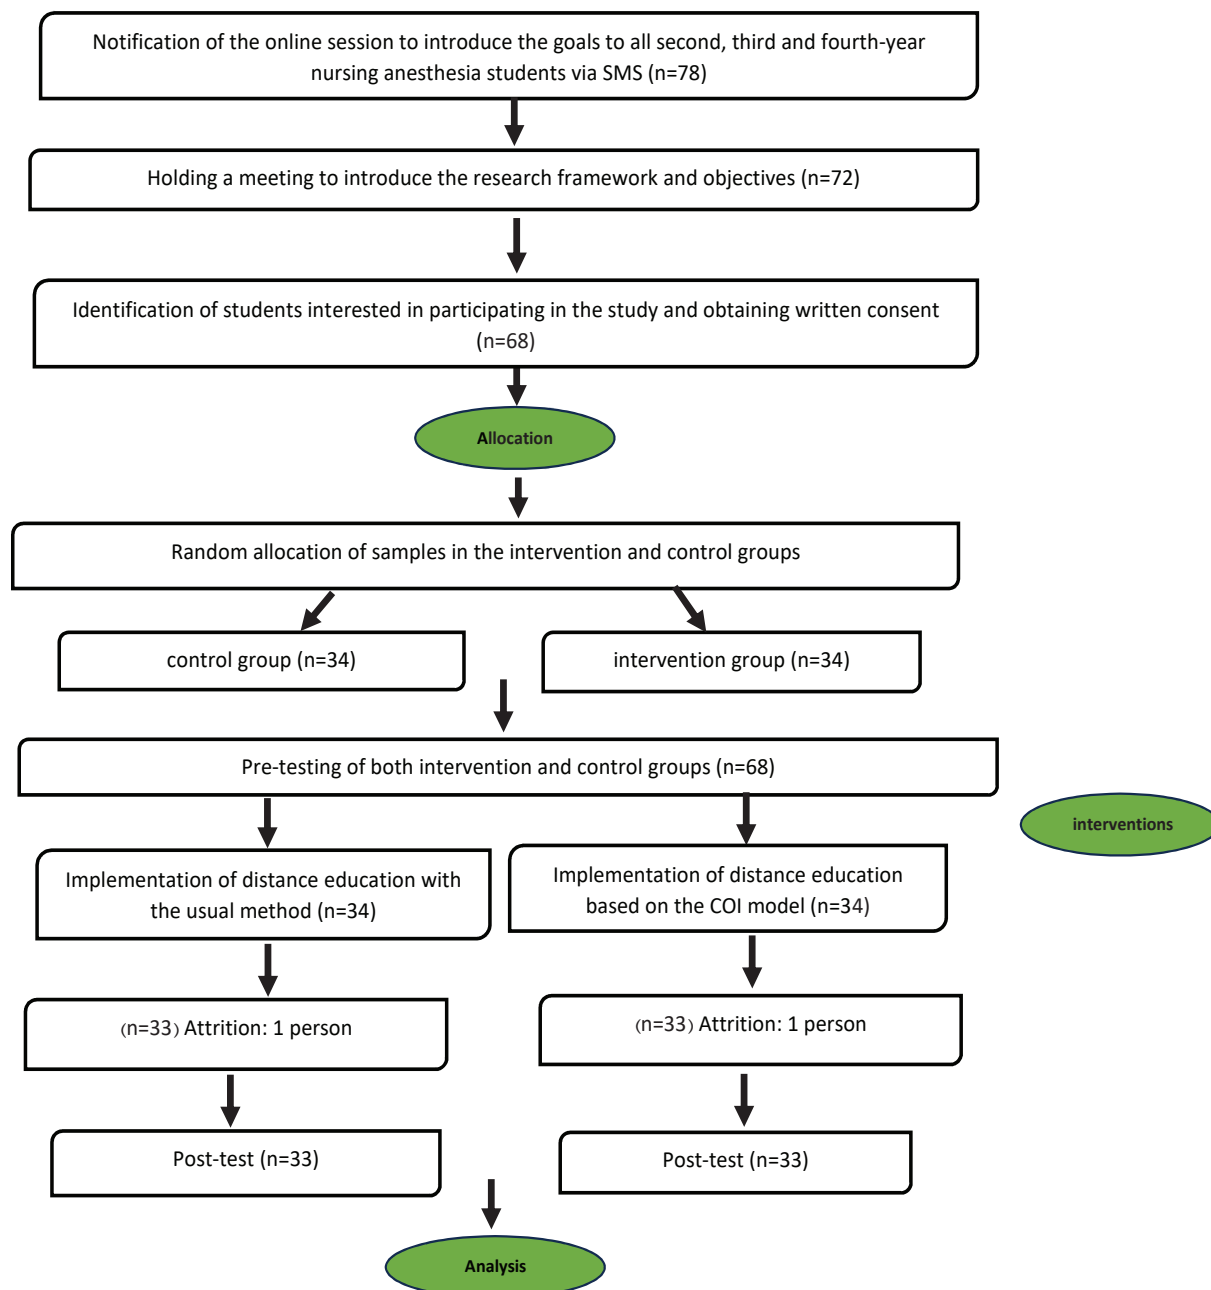 Notification of the online session to introduce the goals to all second, third and fourth-year
nursing anesthesia students via SMS (n=78)
Holding a meeting to introduce the research framework and objectives (n=72)
Identification of students interested in participating in the study and obtaining written consent
(n=68)
Allocation
Random allocation of samples in the intervention and control groups
control group (n=34)
intervention group (n=34)
Pre-testing of both intervention and control groups (n=68)
interventions
Implementation of distance education with
the usual method (n=34)
Implementation of distance education
based on the COI model (n=34)
(n=33) Attrition: 1 person
(n=33) Attrition: 1 person
Post-test (n=33)
Post-test (n=33)
Analysis